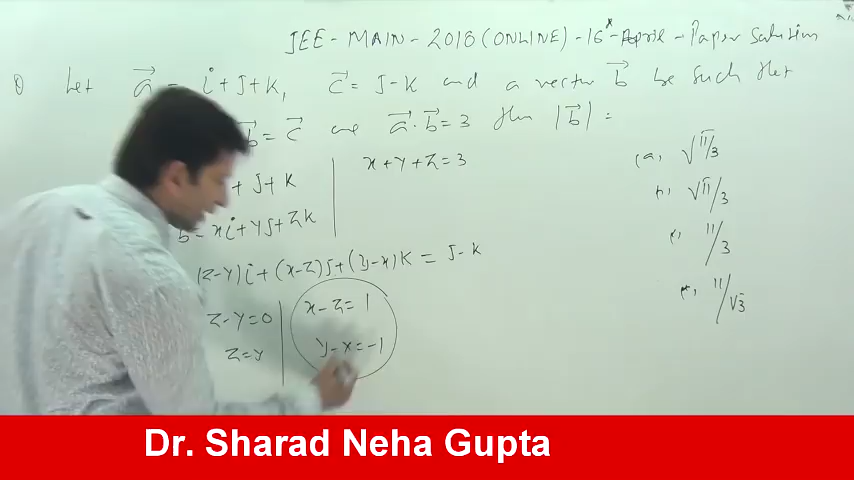 JEE-MAIN-2018(ONLINE)-16-April-Paper Solution
Q Let a = i+J+K, c = J-K and a vector b be such that
b = c and a·b = 3 then |b| =
+ J + K
x+y+z=3
b = xi+yJ+zK
(z-y)i+(x-z)J+(y-x)K = J-K
z-y=0
z=y
x-z=1
y-x=-1
(a, √11/3
b, √11/3
c, 11/3
11/√3
Dr. Sharad Neha Gupta